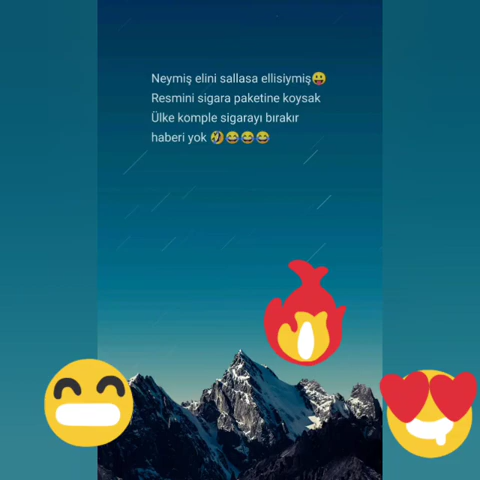 Neymiş elini sallasa ellisiymiş😛
Resmini sigara paketine koysak
Ülke komple sigarayı bırakır
haberi yok 🤣😂😂😂